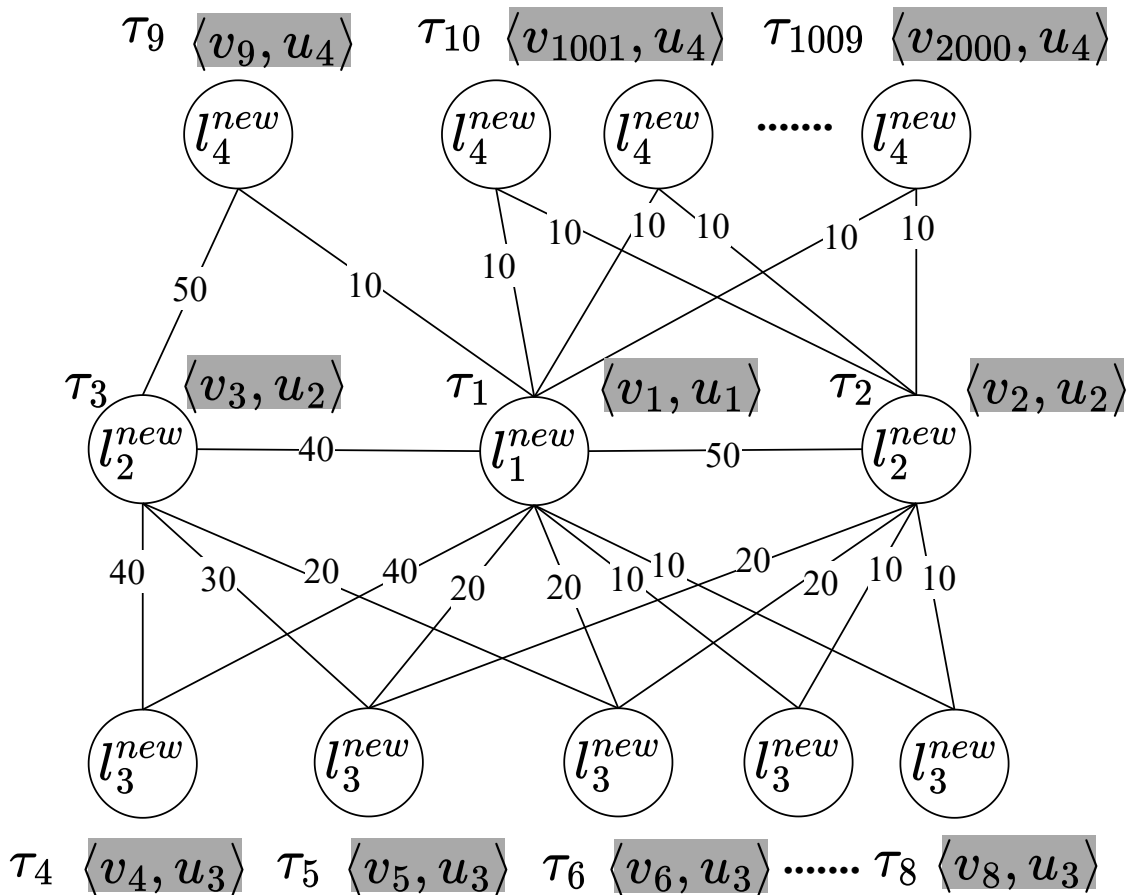 τ9 ⟨v9, u4⟩ τ10 ⟨v1001, u4⟩ τ1009 ⟨v2000, u4⟩
l4^new l4^new l4^new ....... l4^new
10 10 10 10
10 10
50
τ3 ⟨v3, u2⟩ τ1 ⟨v1, u1⟩ τ2 ⟨v2, u2⟩
l2^new 40 l1^new 50 l2^new
40 30 20 40 20 20 10 10 20 20 10 10
l3^new l3^new l3^new l3^new l3^new
τ4 ⟨v4, u3⟩ τ5 ⟨v5, u3⟩ τ6 ⟨v6, u3⟩ ....... τ8 ⟨v8, u3⟩